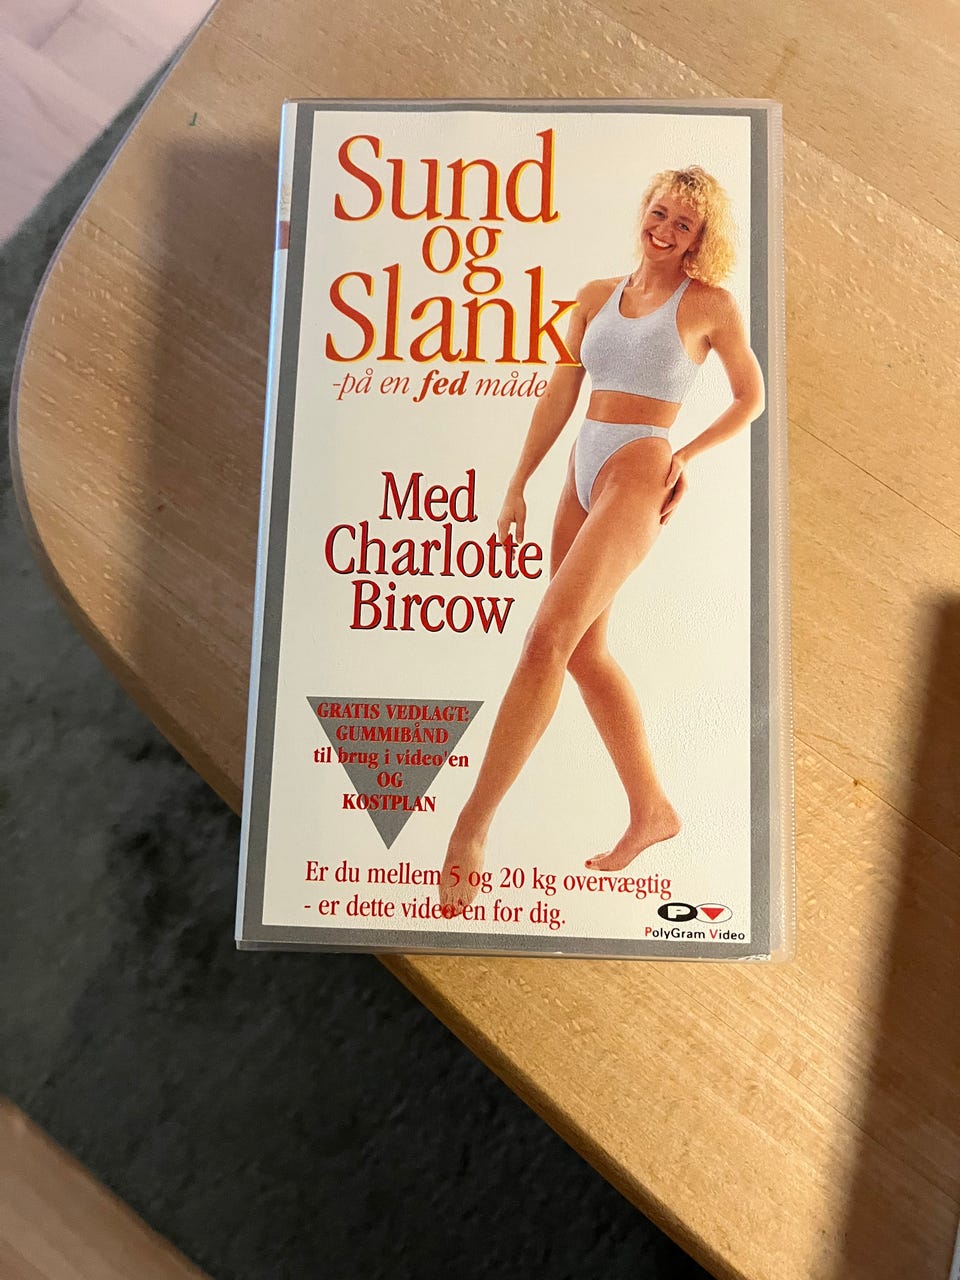 Sund
og
Slank
-på en fed måde.
Med
Charlotte
Bircow
GRATIS VEDLAGT:
GUMMIBÅND
til brug i video'en
OG
KOSTPLAN
Er du mellem 5 og 20 kg overvægtig
- er dette video'en for dig.
P
PolyGram Video